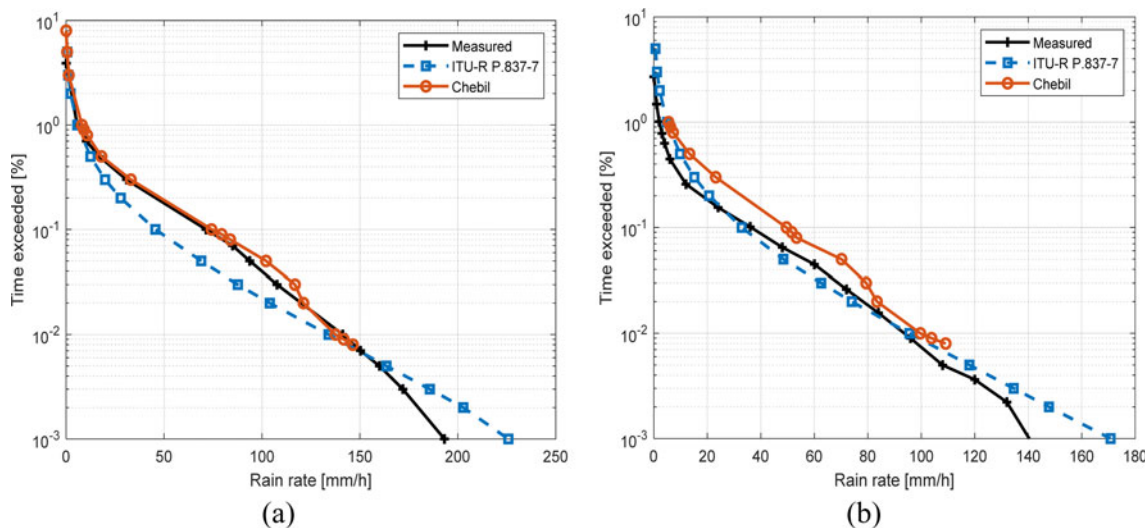 10^1
10^0
10^-1
10^-2
10^-3
Time exceeded [%]
Measured
ITU-R P.837-7
Chebil
0 50 100 150 200 250
Rain rate [mm/h]
(a)
10^1
10^0
10^-1
10^-2
10^-3
Time exceeded [%]
Measured
ITU-R P.837-7
Chebil
0 20 40 60 80 100 120 140 160 180
Rain rate [mm/h]
(b)